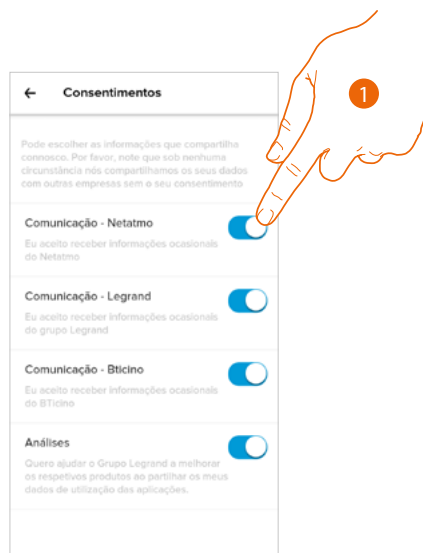 ← Consentimentos
1
Pode escolher as informações que compartilha
connosco. Por favor, note que sob nenhuma
circunstância nós compartilhamos os seus dados
com outras empresas sem o seu consentimento
Comunicação - Netatmo
Eu aceito receber informações ocasionais
do Netatmo
Comunicação - Legrand
Eu aceito receber informações ocasionais
do grupo Legrand
Comunicação - Bticino
Eu aceito receber informações ocasionais
do BTicino
Análises
Quero ajudar o Grupo Legrand a melhorar
os respetivos produtos ao partilhar os meus
dados de utilização das aplicações.